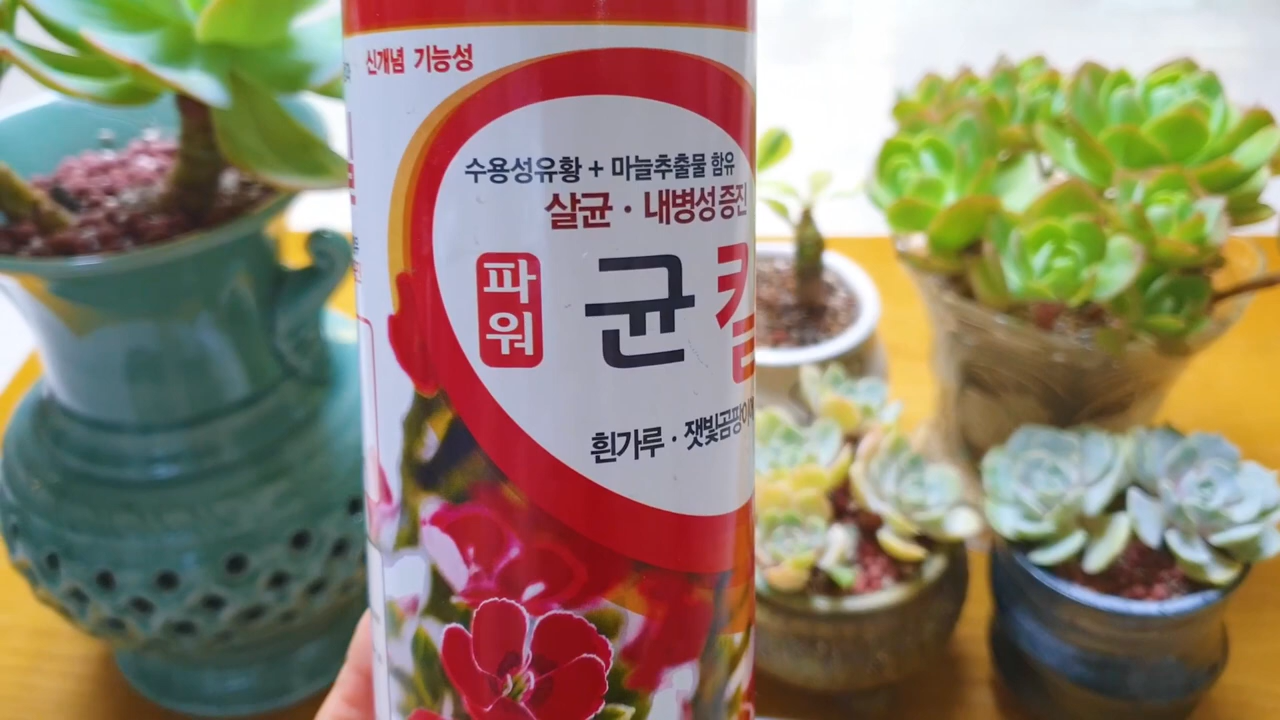 신개념 기능성
수용성유황 + 마늘추출물 함유
살균 · 내병성 증진
파워
균킬
흰가루 · 잿빛곰팡이